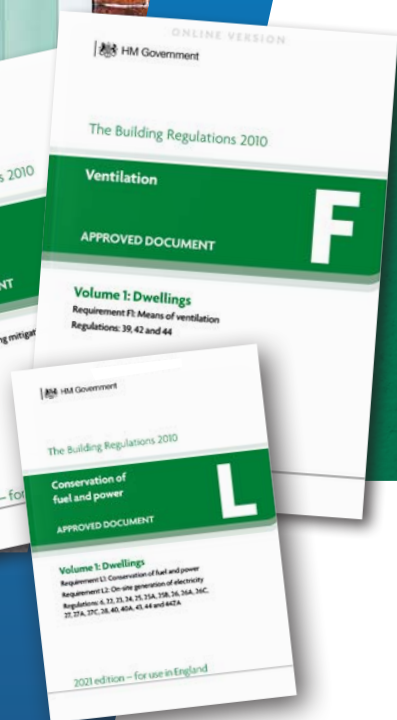 ONLINE VERSION
HM Government
The Building Regulations 2010
Ventilation
F
APPROVED DOCUMENT
Volume 1: Dwellings
Requirement F1: Means of ventilation
Regulations: 39, 42 and 44
s 2010
NT
ng mitigat
– for
HM Government
The Building Regulations 2010
Conservation of
fuel and power
L
APPROVED DOCUMENT
Volume 1: Dwellings
Requirement L1: Conservation of fuel and power
Requirement L2: On-site generation of electricity
Regulations: 6, 22, 23, 24, 25, 25A, 25B, 26, 26A, 26C,
27, 27A, 27C, 28, 40, 40A, 43, 44 and 44ZA
2021 edition – for use in England